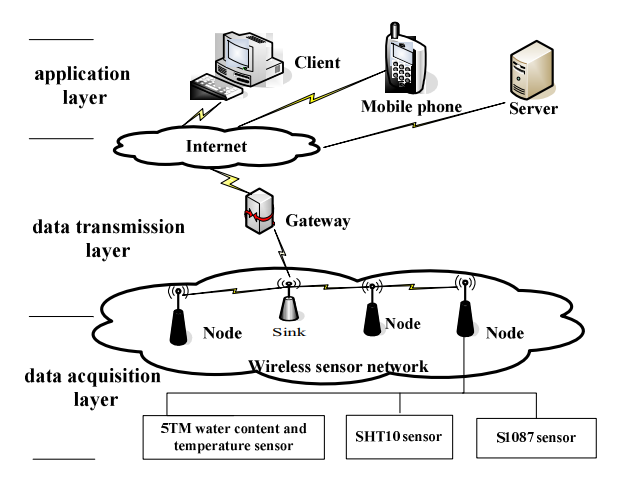 application
layer
Client
Mobile phone
Server
Internet
data transmission
layer
Gateway
Node
Sink
Node
Node
Wireless sensor network
data acquisition
layer
5TM water content and
temperature sensor
SHT10 sensor
S1087 sensor